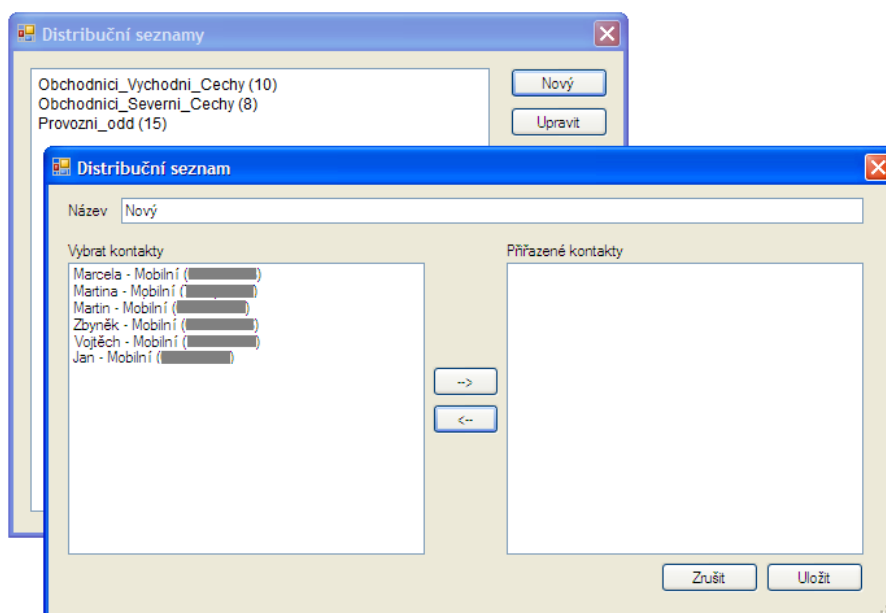 Distribuční seznamy
Obchodnici_Vychodni_Cechy (10)
Obchodnici_Severni_Cechy (8)
Provozni_odd (15)
Nový
Upravit
Distribuční seznam
Název Nový
Vybrat kontakty
Marcela - Mobilní ( )
Martina - Mobilní ( )
Martin - Mobilní ( )
Zbyněk - Mobilní ( )
Vojtěch - Mobilní ( )
Jan - Mobilní ( )
-->
<--
Přiřazené kontakty
Zrušit
Uložit